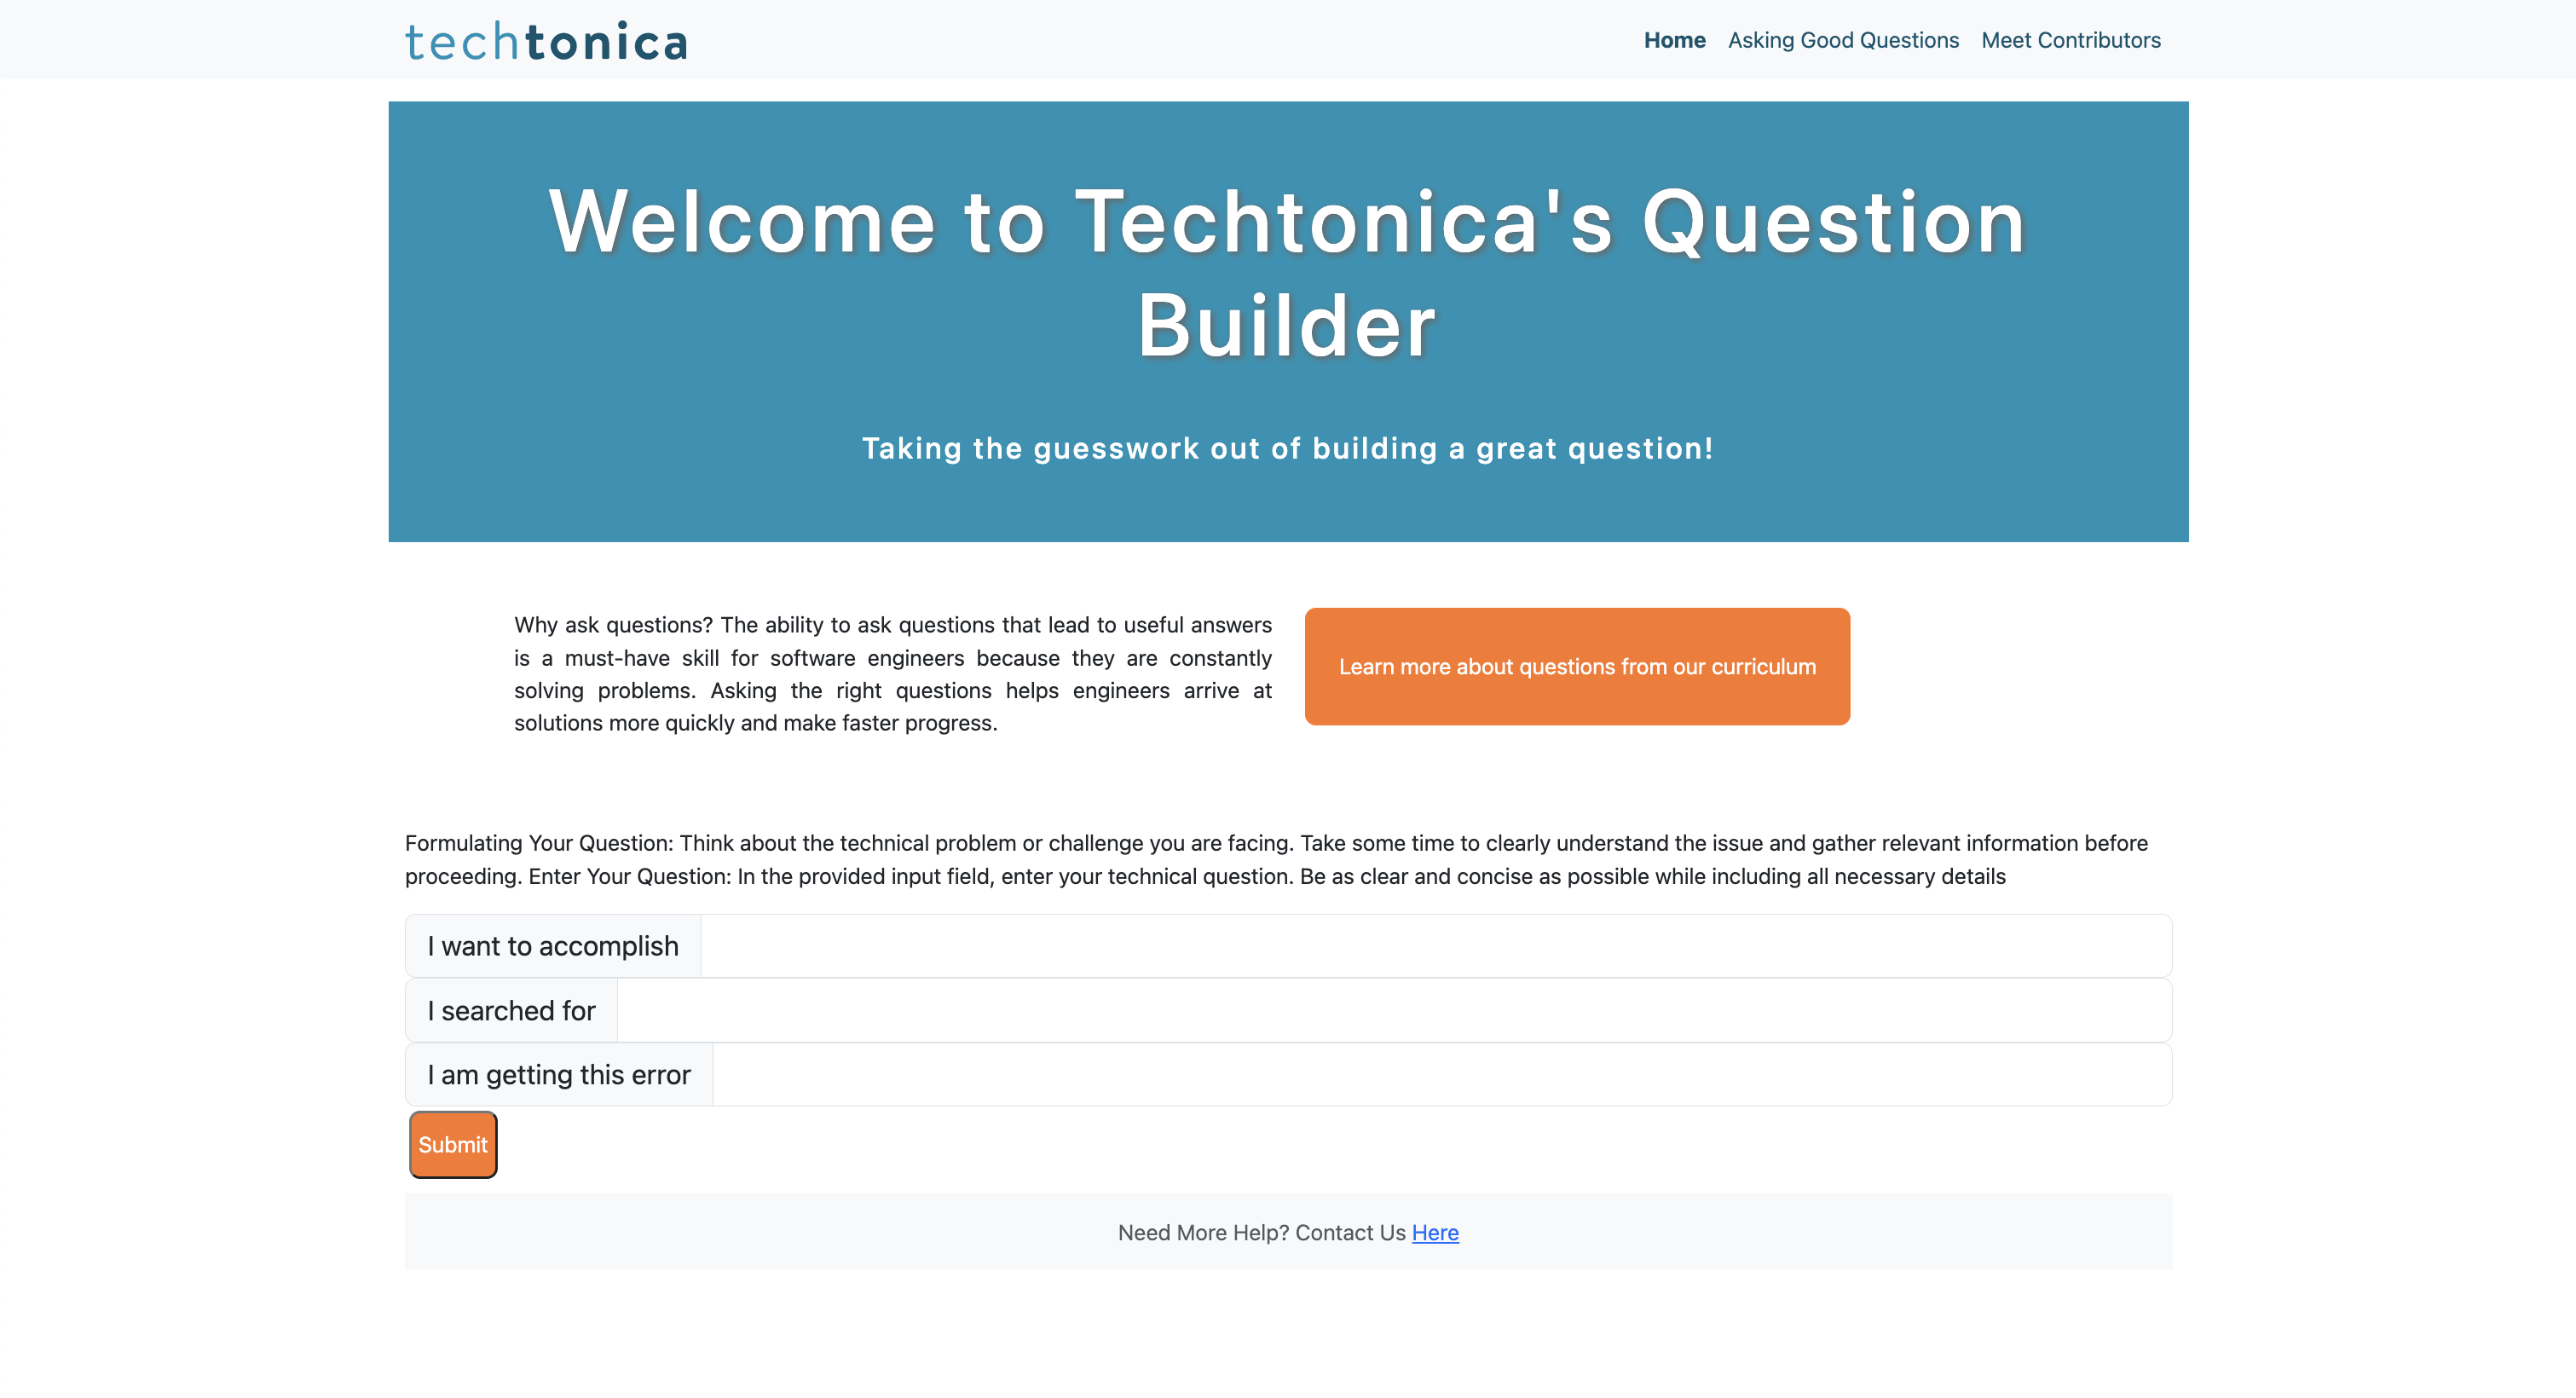 techtonica
Home Asking Good Questions Meet Contributors
Welcome to Techtonica's Question
Builder
Taking the guesswork out of building a great question!
Why ask questions? The ability to ask questions that lead to useful answers
is a must-have skill for software engineers because they are constantly
solving problems. Asking the right questions helps engineers arrive at
solutions more quickly and make faster progress.
Learn more about questions from our curriculum
Formulating Your Question: Think about the technical problem or challenge you are facing. Take some time to clearly understand the issue and gather relevant information before
proceeding. Enter Your Question: In the provided input field, enter your technical question. Be as clear and concise as possible while including all necessary details
I want to accomplish
I searched for
I am getting this error
Submit
Need More Help? Contact Us Here